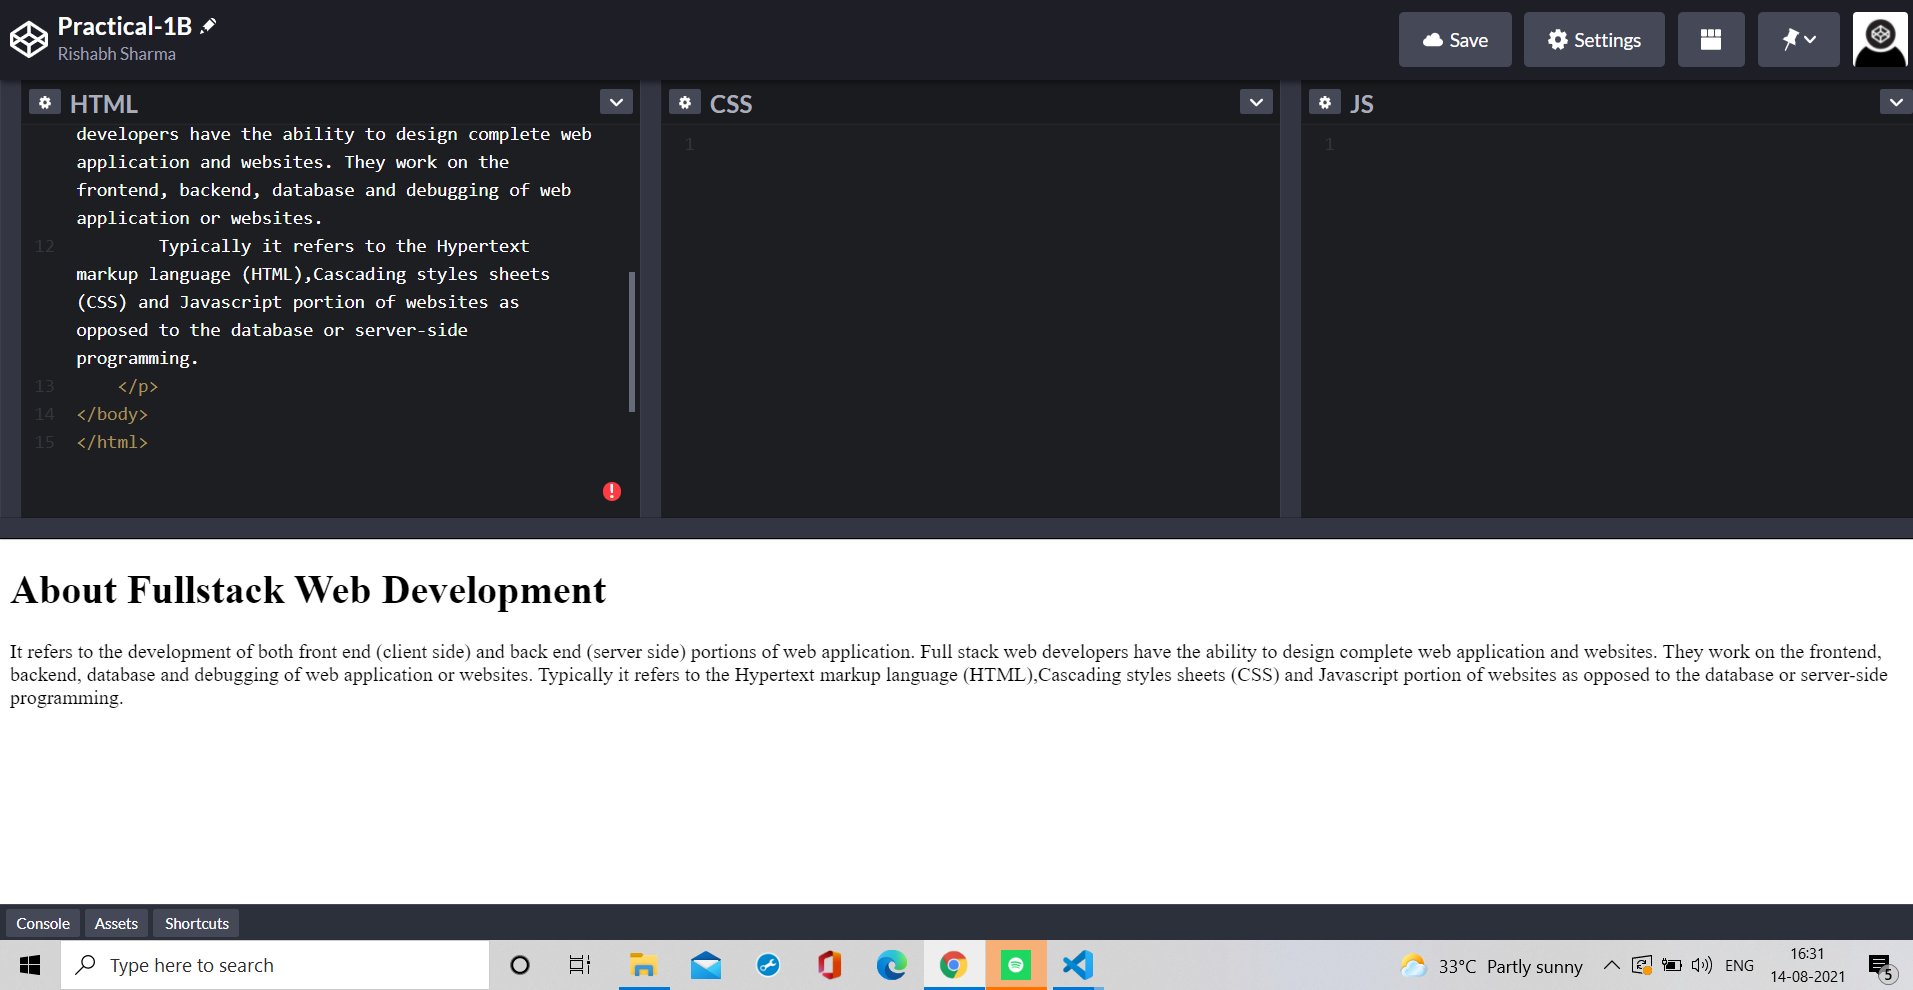 Practical-1B
Rishabh Sharma
Save
Settings
HTML
developers have the ability to design complete web
application and websites. They work on the
frontend, backend, database and debugging of web
application or websites.
12 Typically it refers to the Hypertext
markup language (HTML),Cascading styles sheets
(CSS) and Javascript portion of websites as
opposed to the database or server-side
programming.
13 </p>
14 </body>
15 </html>
CSS
1
JS
1
About Fullstack Web Development
It refers to the development of both front end (client side) and back end (server side) portions of web application. Full stack web developers have the ability to design complete web application and websites. They work on the frontend,
backend, database and debugging of web application or websites. Typically it refers to the Hypertext markup language (HTML),Cascading styles sheets (CSS) and Javascript portion of websites as opposed to the database or server-side
programming.
Console
Assets
Shortcuts
Type here to search
33°C Partly sunny
ENG
16:31
14-08-2021
5